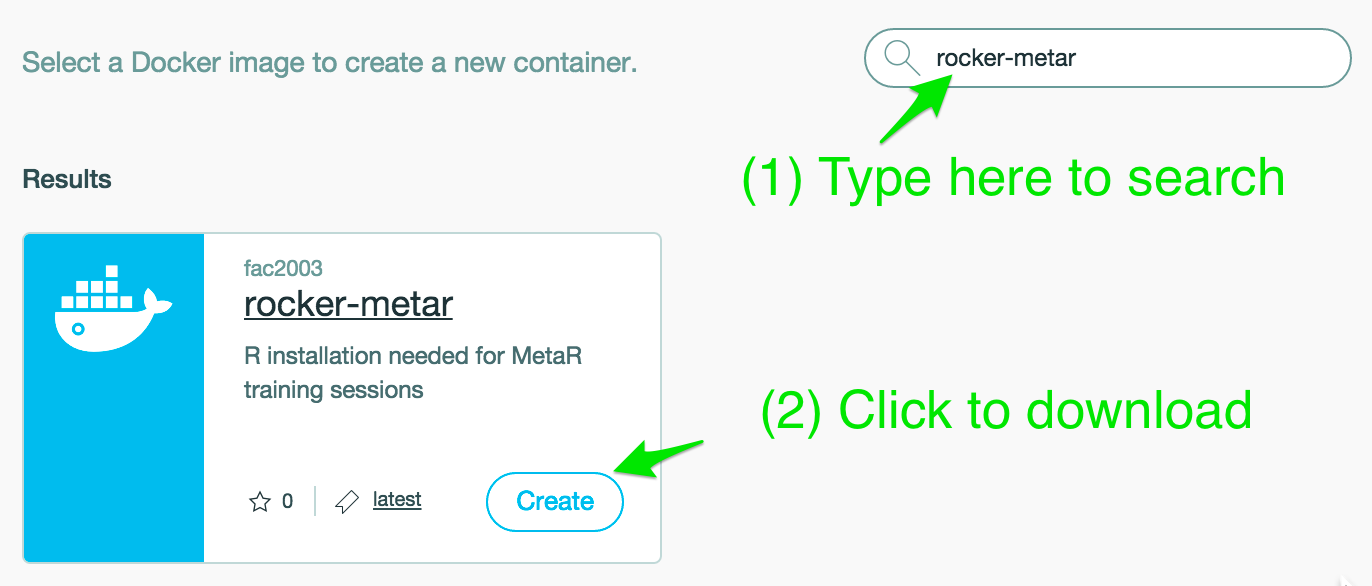 Select a Docker image to create a new container.
rocker-metar
(1) Type here to search
Results
fac2003
rocker-metar
R installation needed for MetaR
training sessions
(2) Click to download
0
latest
Create